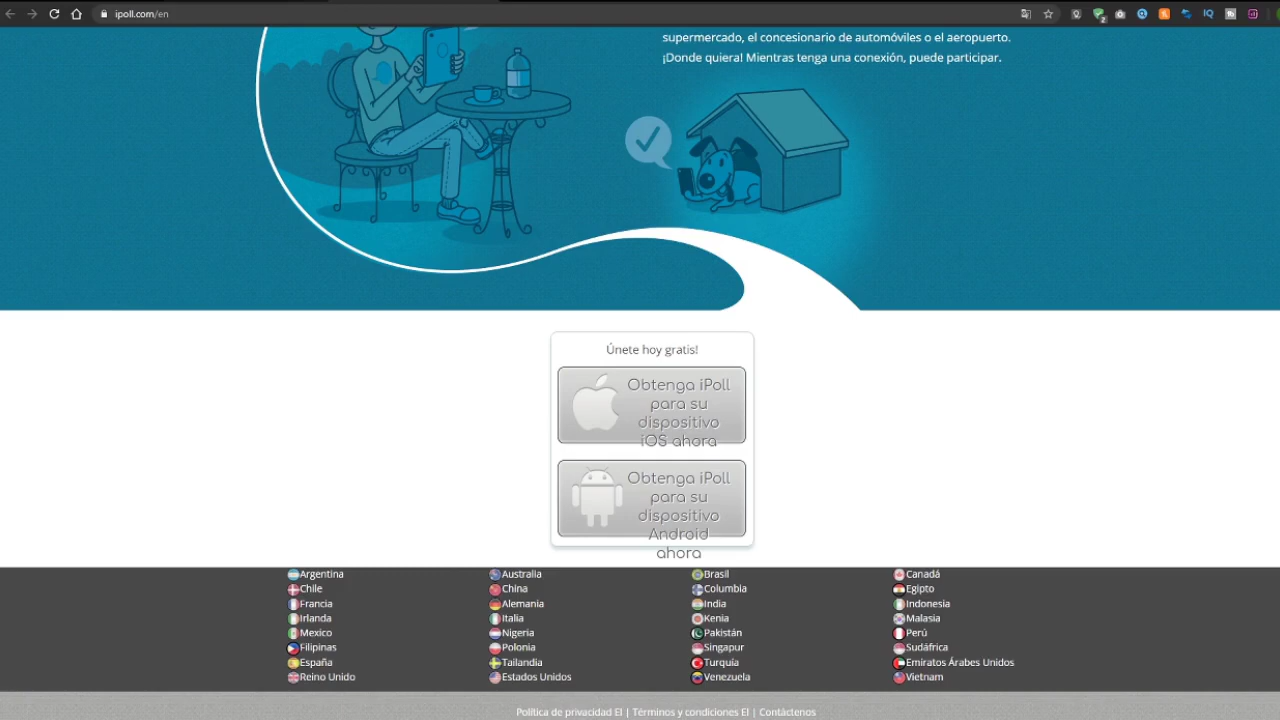 ipoll.com/en
supermercado, el concesionario de automóviles o el aeropuerto.
¡Donde quiera! Mientras tenga una conexión, puede participar.
Únete hoy gratis!
Obtenga iPoll
para su
dispositivo
iOS ahora
Obtenga iPoll
para su
dispositivo
Android
ahora
Argentina Australia Brasil Canadá
Chile China Columbia Egipto
Francia Alemania India Indonesia
Irlanda Italia Kenia Malasia
Mexico Nigeria Pakistán Perú
Filipinas Polonia Singapur Sudáfrica
España Tailandia Turquía Emiratos Árabes Unidos
Reino Unido Estados Unidos Venezuela Vietnam
Política de privacidad El | Términos y condiciones El | Contáctenos